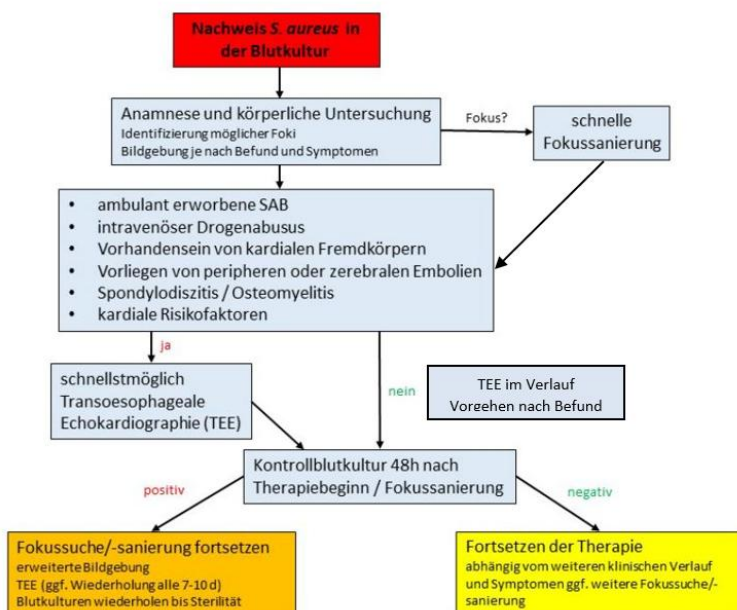 Nachweis S. aureus in
der Blutkultur
Anamnese und körperliche Untersuchung
Identifizierung möglicher Foki
Bildgebung je nach Befund und Symptomen
Fokus?
schnelle
Fokussanierung
• ambulant erworbene SAB
• intravenöser Drogenabusus
• Vorhandensein von kardialen Fremdkörpern
• Vorliegen von peripheren oder zerebralen Embolien
• Spondylodiszitis / Osteomyelitis
• kardiale Risikofaktoren
ja
schnellstmöglich
Transoesophageale
Echokardiographie (TEE)
nein
TEE im Verlauf
Vorgehen nach Befund
Kontrollblutkultur 48h nach
Therapiebeginn / Fokussanierung
positiv
negativ
Fokussuche/-sanierung fortsetzen
erweiterte Bildgebung
TEE (ggf. Wiederholung alle 7-10 d)
Blutkulturen wiederholen bis Sterilität
Fortsetzen der Therapie
abhängig vom weiteren klinischen Verlauf
und Symptomen ggf. weitere Fokussuche/-
sanierung